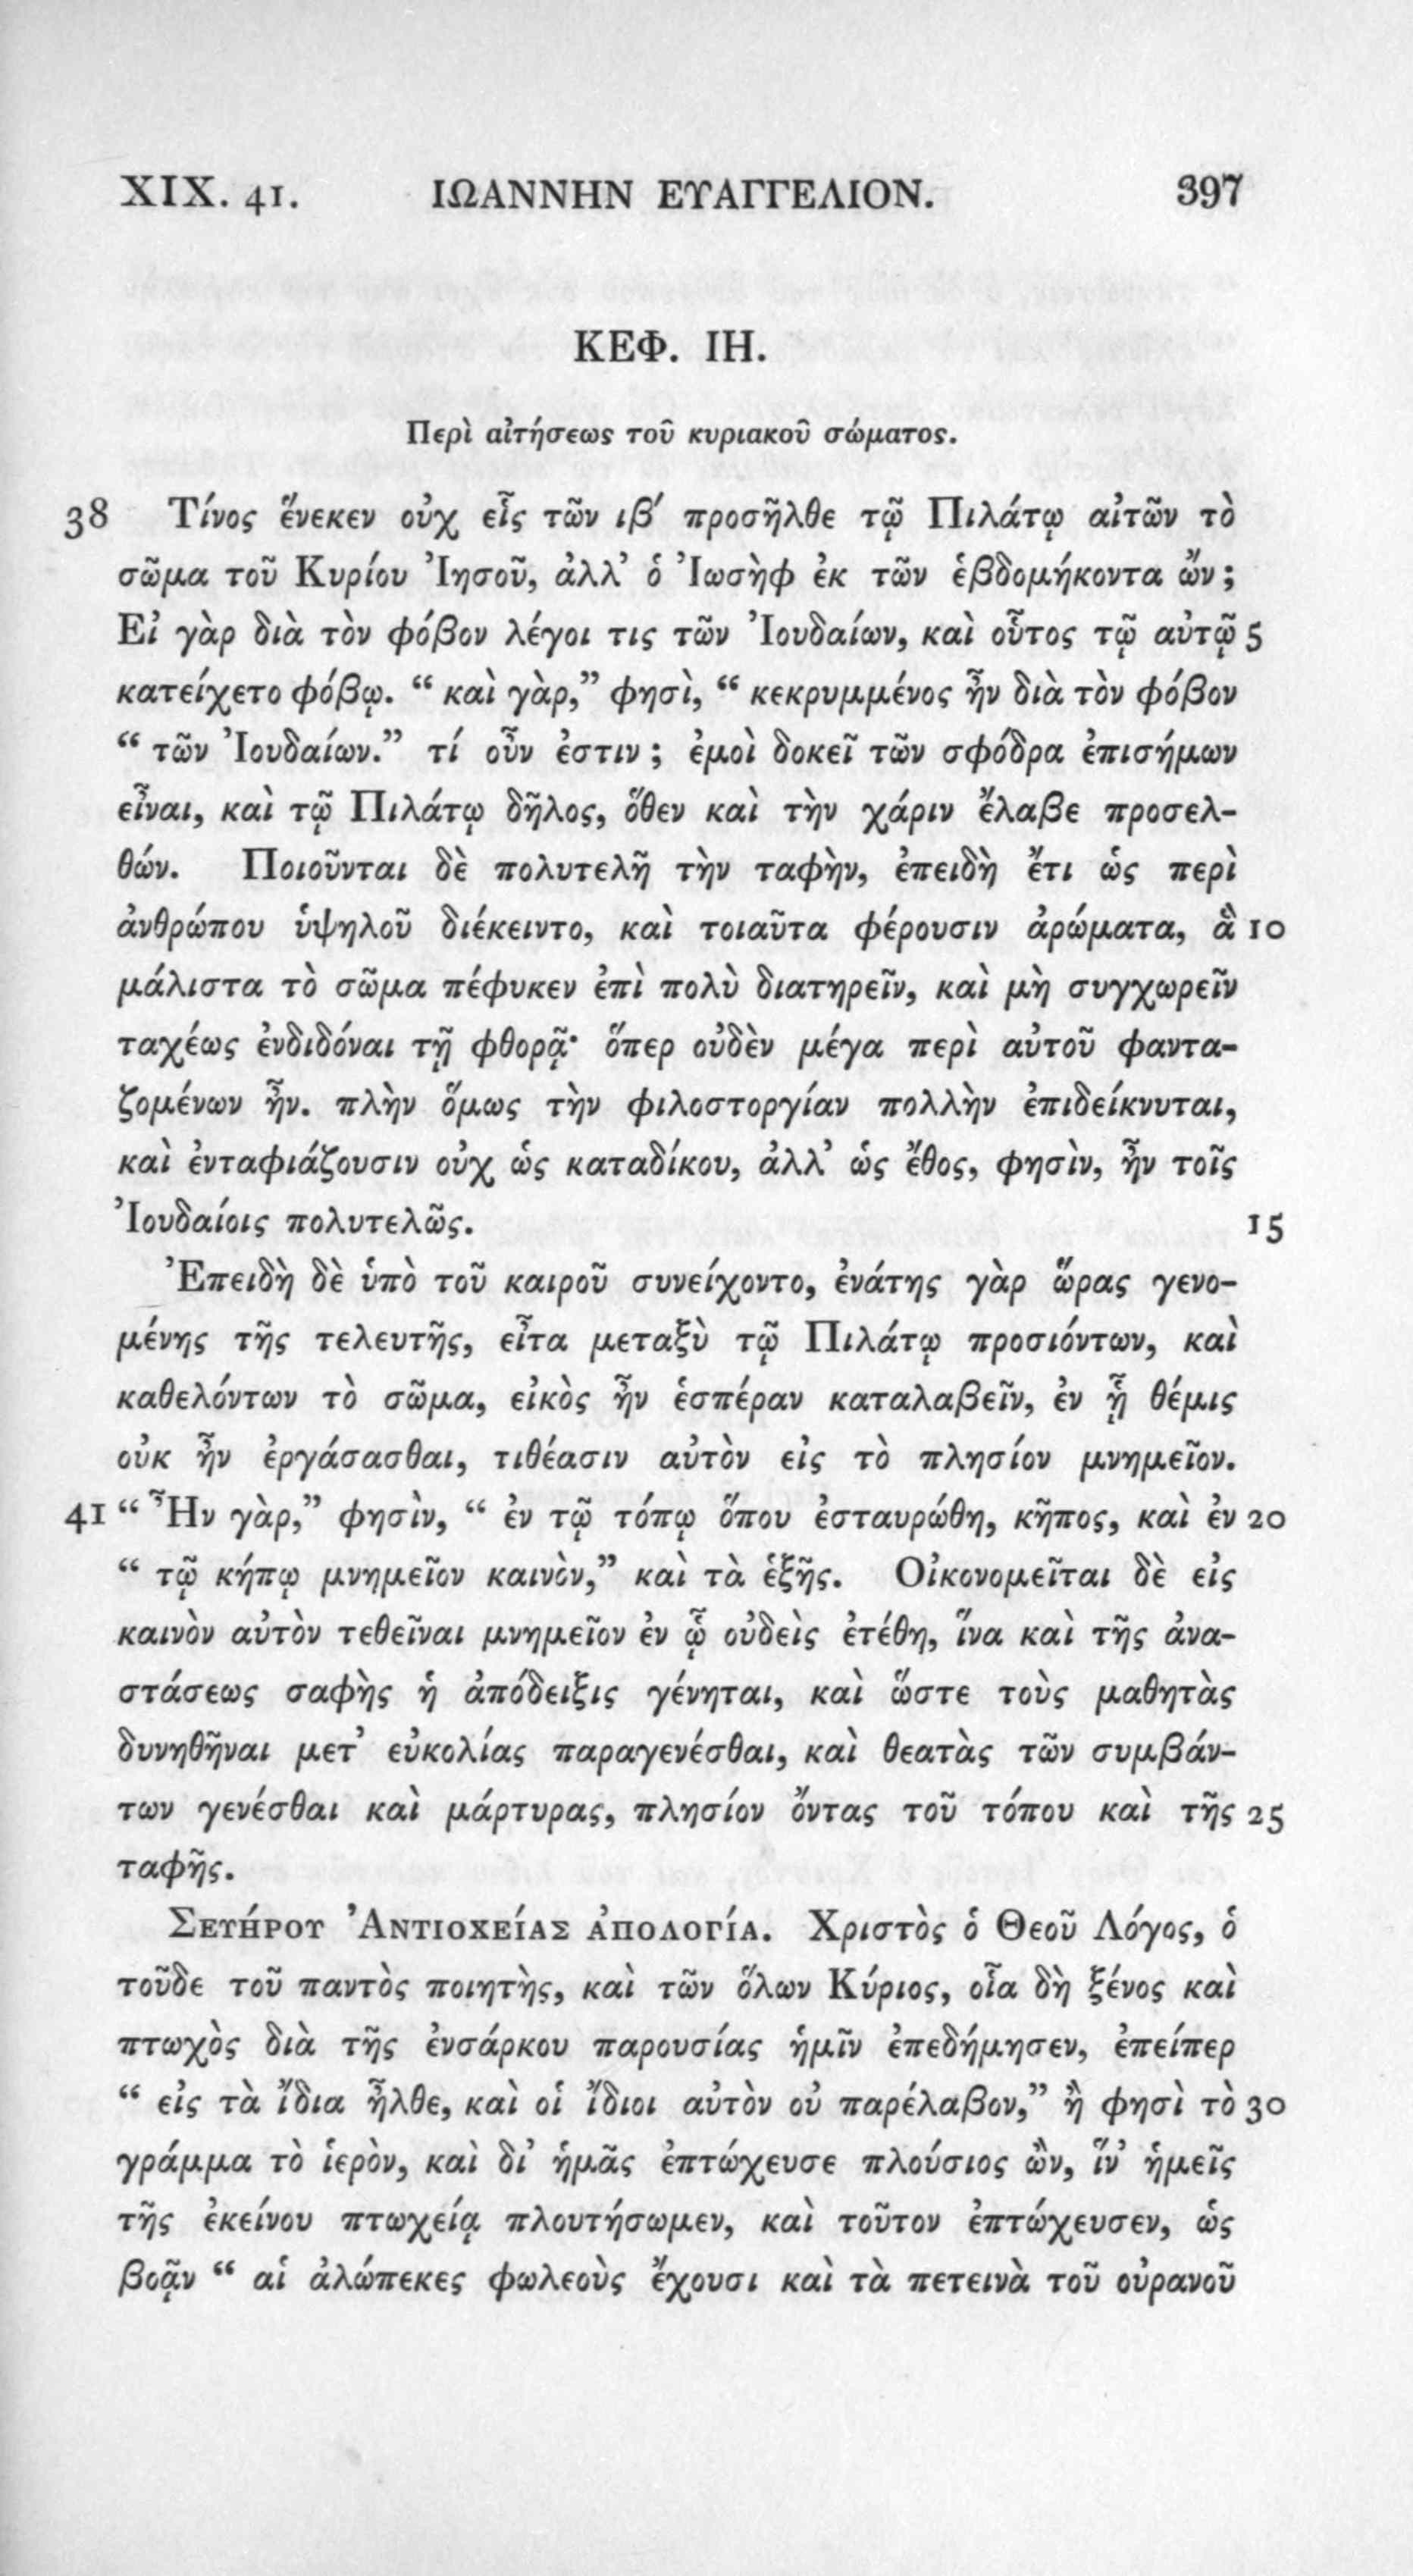 XIX. 41. ΙΩΑΝΝΗΝ ΕΥΑΓΓΕΛΙΟΝ. 397
ΚΕΦ. ΙΗ.
Περὶ αἰτήσεως τοῦ κυριακοῦ σώματος.
38 Τίνος ἕνεκεν οὐχ εἷς τῶν ιβ΄ προσῆλθε τῷ Πιλάτῳ αἰτῶν τὸ
σῶμα τοῦ Κυρίου Ἰησοῦ, ἀλλ’ ὁ Ἰωσὴφ ἐκ τῶν ἑβδομήκοντα ὤν;
Εἰ γὰρ διὰ τὸν φόβον λέγοι τις τῶν Ἰουδαίων, καὶ οὗτος τῷ αὐτῷ 5
κατείχετο φόβῳ. “ καὶ γὰρ,” φησὶ, “ κεκρυμμένος ἦν διὰ τὸν φόβον
“ τῶν Ἰουδαίων.” τί οὖν ἐστιν; ἐμοὶ δοκεῖ τῶν σφόδρα ἐπισήμων
εἶναι, καὶ τῷ Πιλάτῳ δῆλος, ὅθεν καὶ τὴν χάριν ἔλαβε προσελ-
θών. Ποιοῦνται δὲ πολυτελῆ τὴν ταφὴν, ἐπειδὴ ἔτι ὡς περὶ
ἀνθρώπου ὑψηλοῦ διέκειντο, καὶ τοιαῦτα φέρουσιν ἀρώματα, ἃ 10
μάλιστα τὸ σῶμα πέφυκεν ἐπὶ πολὺ διατηρεῖν, καὶ μὴ συγχωρεῖν
ταχέως ἐνδιδόναι τῇ φθορᾷ· ὅπερ οὐδὲν μέγα περὶ αὐτοῦ φαντα-
ζομένων ἦν. πλὴν ὅμως τὴν φιλοστοργίαν πολλὴν ἐπιδείκνυται,
καὶ ἐνταφιάζουσιν οὐχ ὡς καταδίκου, ἀλλ’ ὡς ἔθος, φησὶν, ἦν τοῖς
Ἰουδαίοις πολυτελῶς. 15
Ἐπειδὴ δὲ ὑπὸ τοῦ καιροῦ συνείχοντο, ἐνάτης γὰρ ὥρας γενο-
μένης τῆς τελευτῆς, εἶτα μεταξὺ τῷ Πιλάτῳ προσιόντων, καὶ
καθελόντων τὸ σῶμα, εἰκὸς ἦν ἑσπέραν καταλαβεῖν, ἐν ᾗ θέμις
οὐκ ἦν ἐργάσασθαι, τιθέασιν αὐτὸν εἰς τὸ πλησίον μνημεῖον.
41 “ Ἦν γὰρ,” φησὶν, “ ἐν τῷ τόπῳ ὅπου ἐσταυρώθη, κῆπος, καὶ ἐν 20
“ τῷ κήπῳ μνημεῖον καινὸν,” καὶ τὰ ἑξῆς. Οἰκονομεῖται δὲ εἰς
καινὸν αὐτὸν τεθεῖναι μνημεῖον ἐν ᾧ οὐδεὶς ἐτέθη, ἵνα καὶ τῆς ἀνα-
στάσεως σαφὴς ἡ ἀπόδειξις γένηται, καὶ ὥστε τοὺς μαθητὰς
δυνηθῆναι μετ’ εὐκολίας παραγενέσθαι, καὶ θεατὰς τῶν συμβάν-
των γενέσθαι καὶ μάρτυρας, πλησίον ὄντας τοῦ τόπου καὶ τῆς 25
ταφῆς.
Σευήρου Ἀντιοχείας ἀπολογία. Χριστὸς ὁ Θεοῦ Λόγος, ὁ
τοῦδε τοῦ παντὸς ποιητὴς, καὶ τῶν ὅλων Κύριος, οἷα δὴ ξένος καὶ
πτωχὸς διὰ τῆς ἐνσάρκου παρουσίας ἡμῖν ἐπεδήμησεν, ἐπείπερ
“ εἰς τὰ ἴδια ἦλθε, καὶ οἱ ἴδιοι αὐτὸν οὐ παρέλαβον,” ἢ φησὶ τὸ 30
γράμμα τὸ ἱερὸν, καὶ δι’ ἡμᾶς ἐπτώχευσε πλούσιος ὢν, ἵν’ ἡμεῖς
τῆς ἐκείνου πτωχείᾳ πλουτήσωμεν, καὶ τοῦτον ἐπτώχευσεν, ὡς
βοᾷν “ αἱ ἀλώπεκες φωλεοὺς ἔχουσι καὶ τὰ πετεινὰ τοῦ οὐρανοῦ